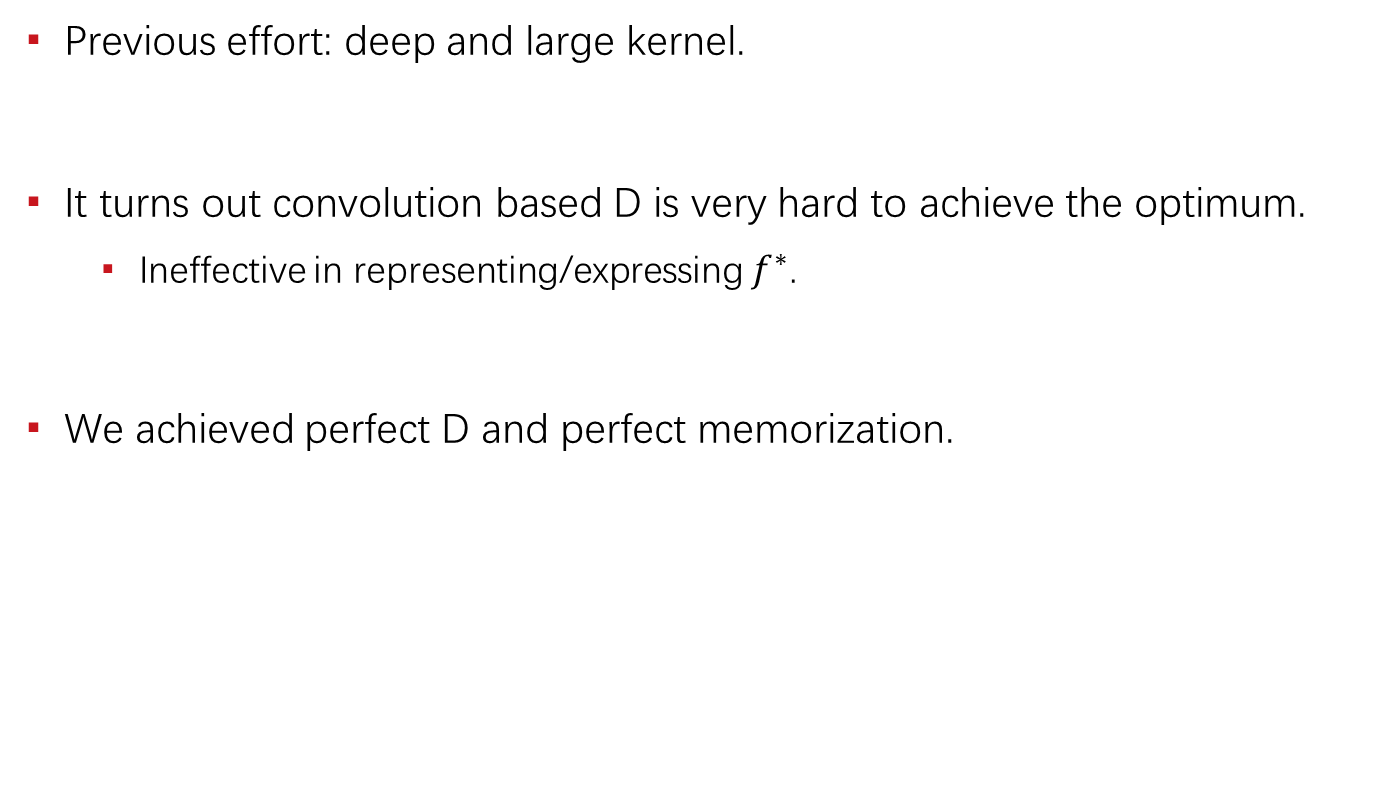 ▪ Previous effort: deep and large kernel.
▪ It turns out convolution based D is very hard to achieve the optimum.
▪ Ineffective in representing/expressing f*.
▪ We achieved perfect D and perfect memorization.